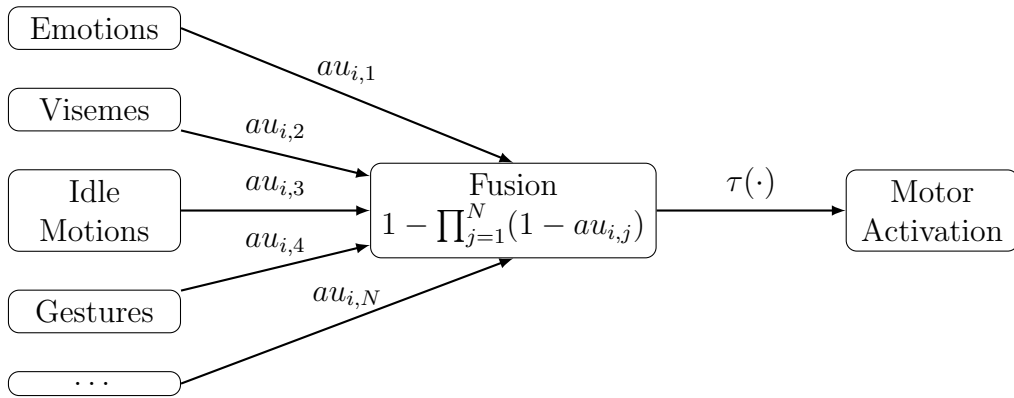 Emotions
Visemes
Idle
Motions
Gestures
⋯
au_{i,1}
au_{i,2}
au_{i,3}
au_{i,4}
au_{i,N}
Fusion
1 − ∏_{j=1}^{N}(1 − au_{i,j})
τ(·)
Motor
Activation